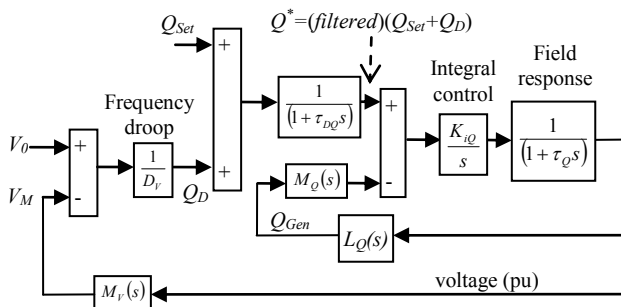 Q* = (filtered)(Q_Set + Q_D)
Q_Set
+
+
1
(1 + τ_DQ s)
+
-
Integral
control
K_iQ
s
Field
response
1
(1 + τ_Q s)
Frequency
droop
V_0
+
-
V_M
1
D_V
Q_D
M_Q(s)
Q_Gen
L_Q(s)
M_V(s)
voltage (pu)